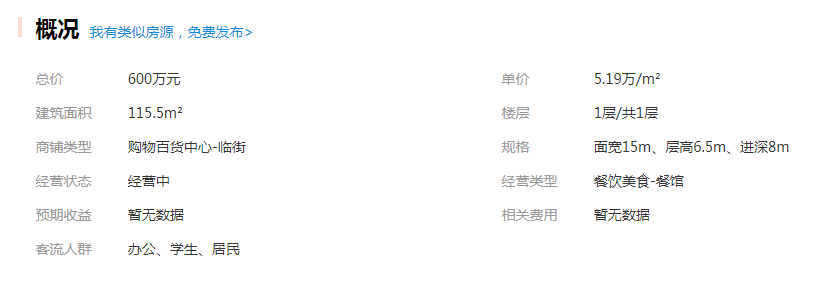 概况 我有类似房源，免费发布>
总价 600万元 单价 5.19万/m²
建筑面积 115.5m² 楼层 1层/共1层
商铺类型 购物百货中心-临街 规格 面宽15m、层高6.5m、进深8m
经营状态 经营中 经营类型 餐饮美食-餐馆
预期收益 暂无数据 相关费用 暂无数据
客流人群 办公、学生、居民